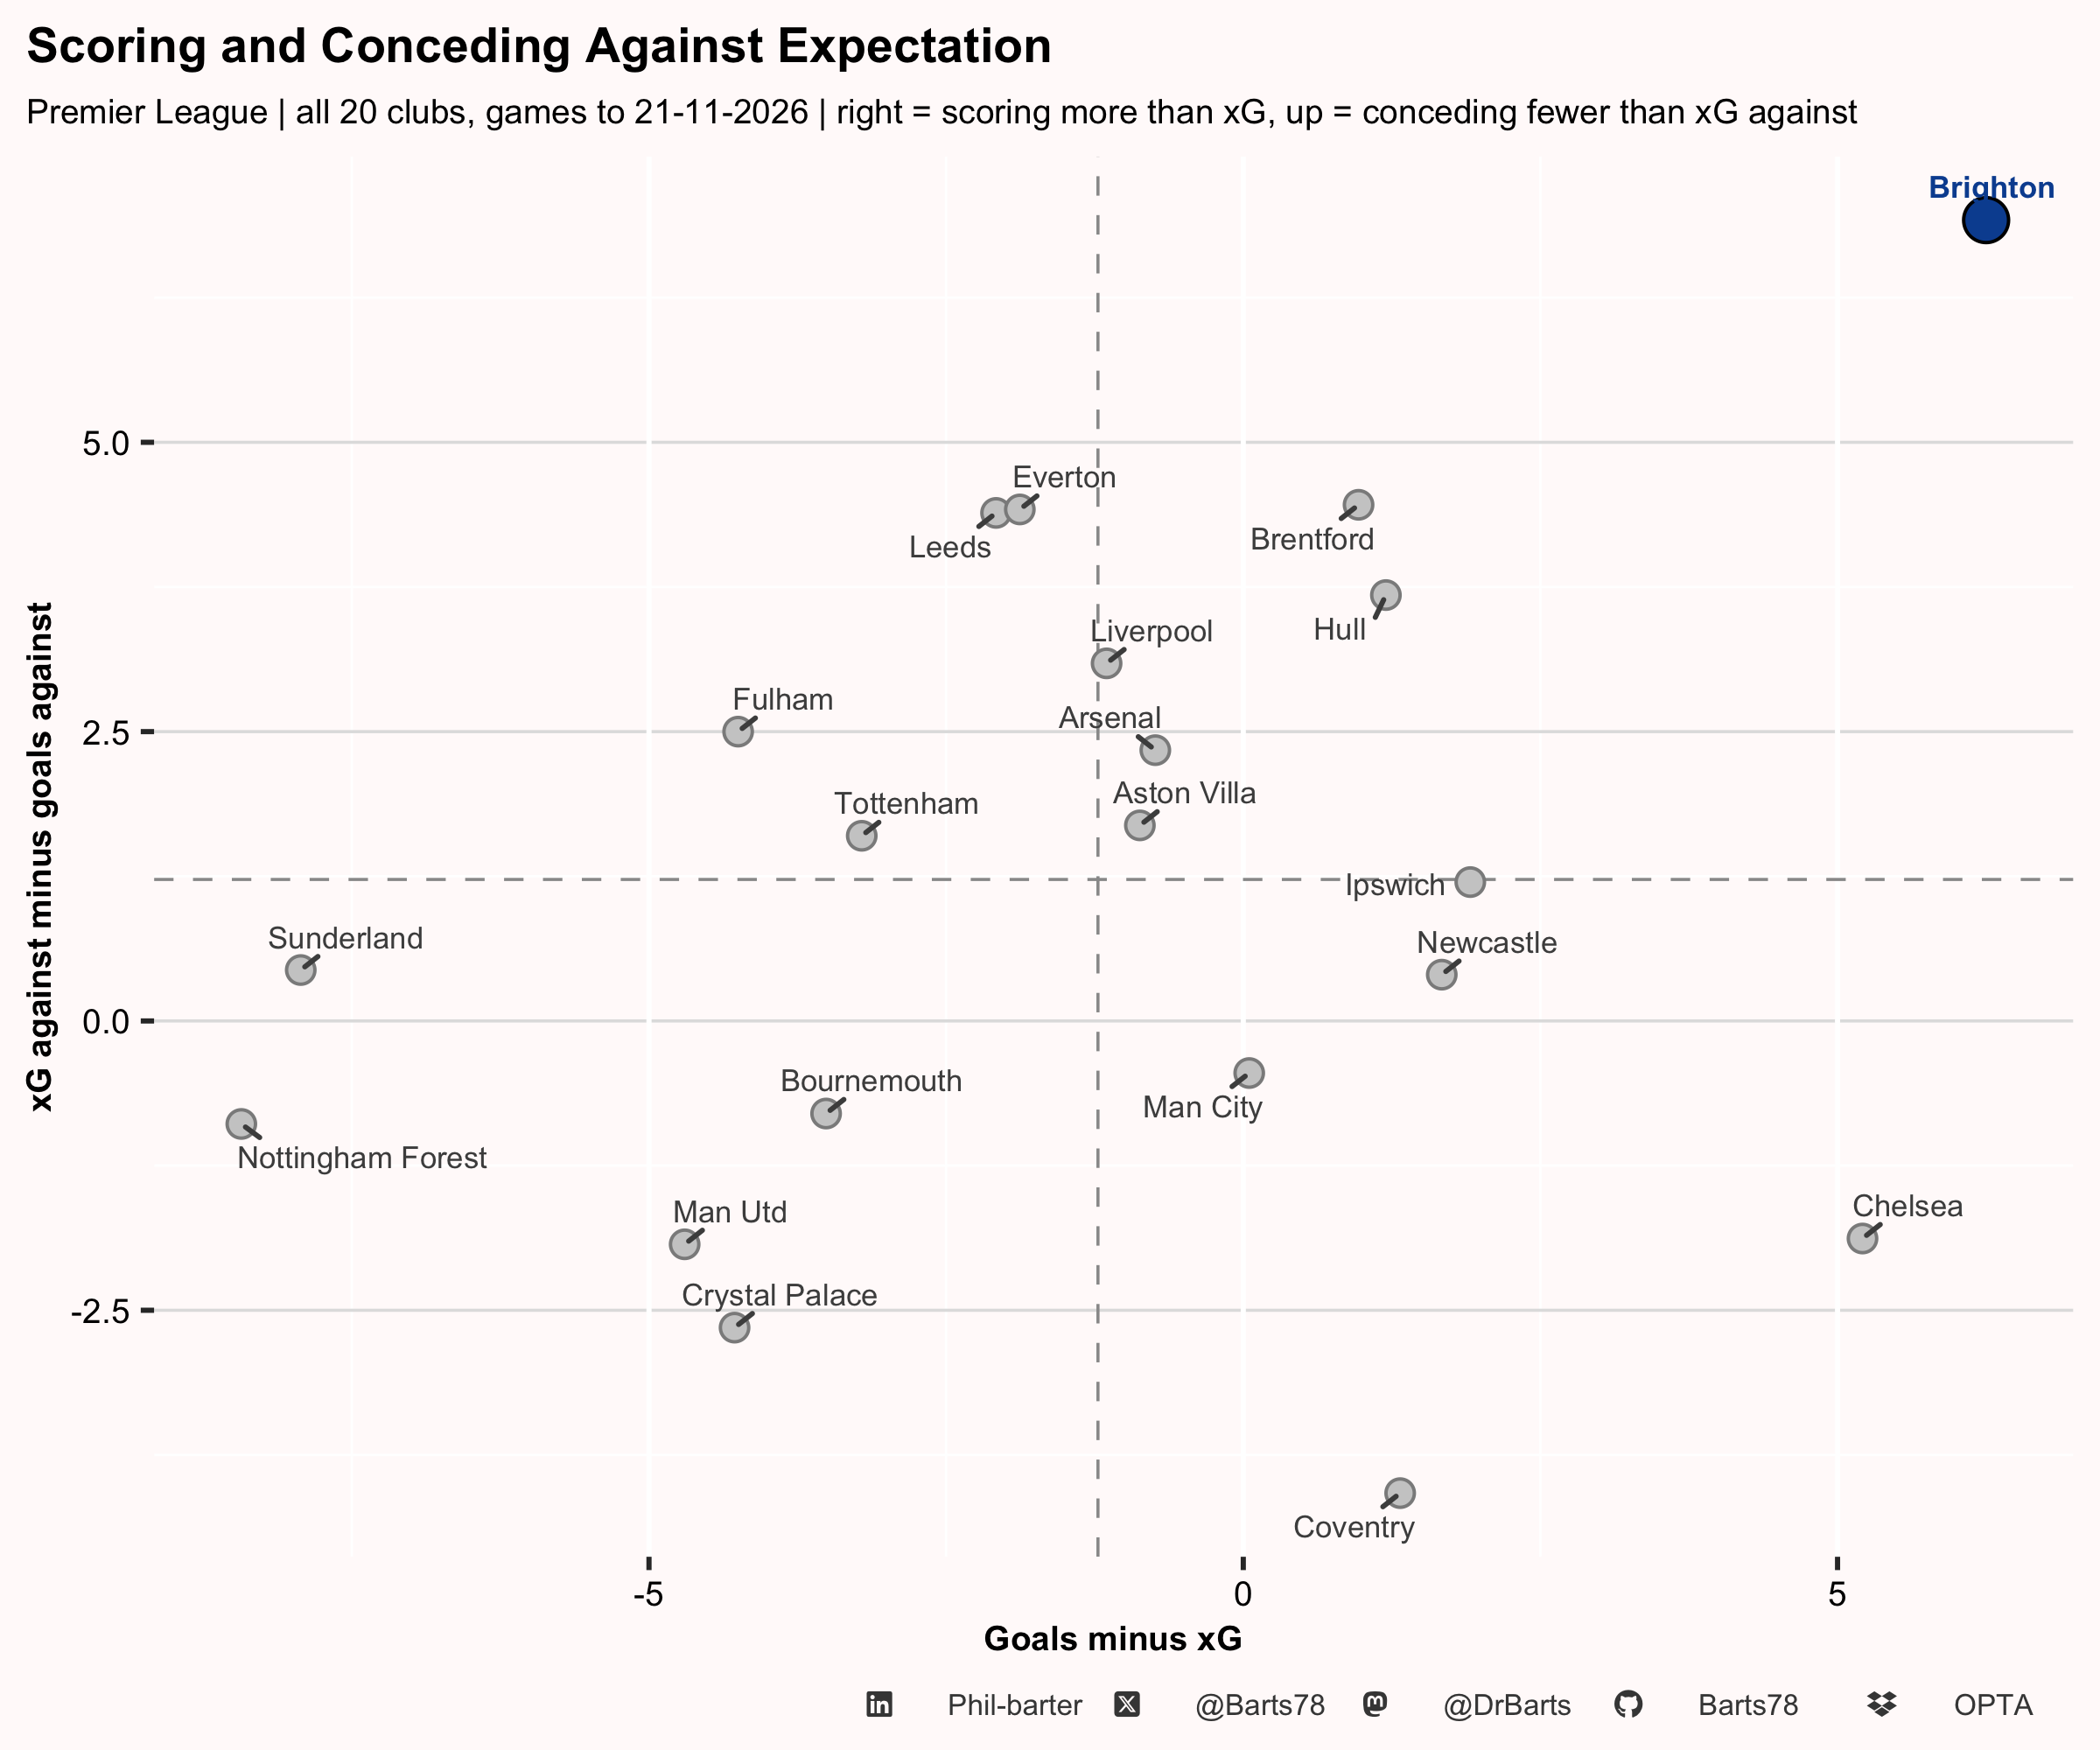 Scoring and Conceding Against Expectation
Premier League | all 20 clubs, games to 21-11-2026 | right = scoring more than xG, up = conceding fewer than xG against
Brighton
5.0
Everton
Leeds
Brentford
Hull
Liverpool
Fulham
2.5
Arsenal
Aston Villa
Tottenham
Ipswich
Sunderland
Newcastle
0.0
Bournemouth
Man City
Nottingham Forest
Man Utd
Chelsea
Crystal Palace
-2.5
Coventry
xG against minus goals against
-5 0 5
Goals minus xG
Phil-barter @Barts78 @DrBarts Barts78 OPTA